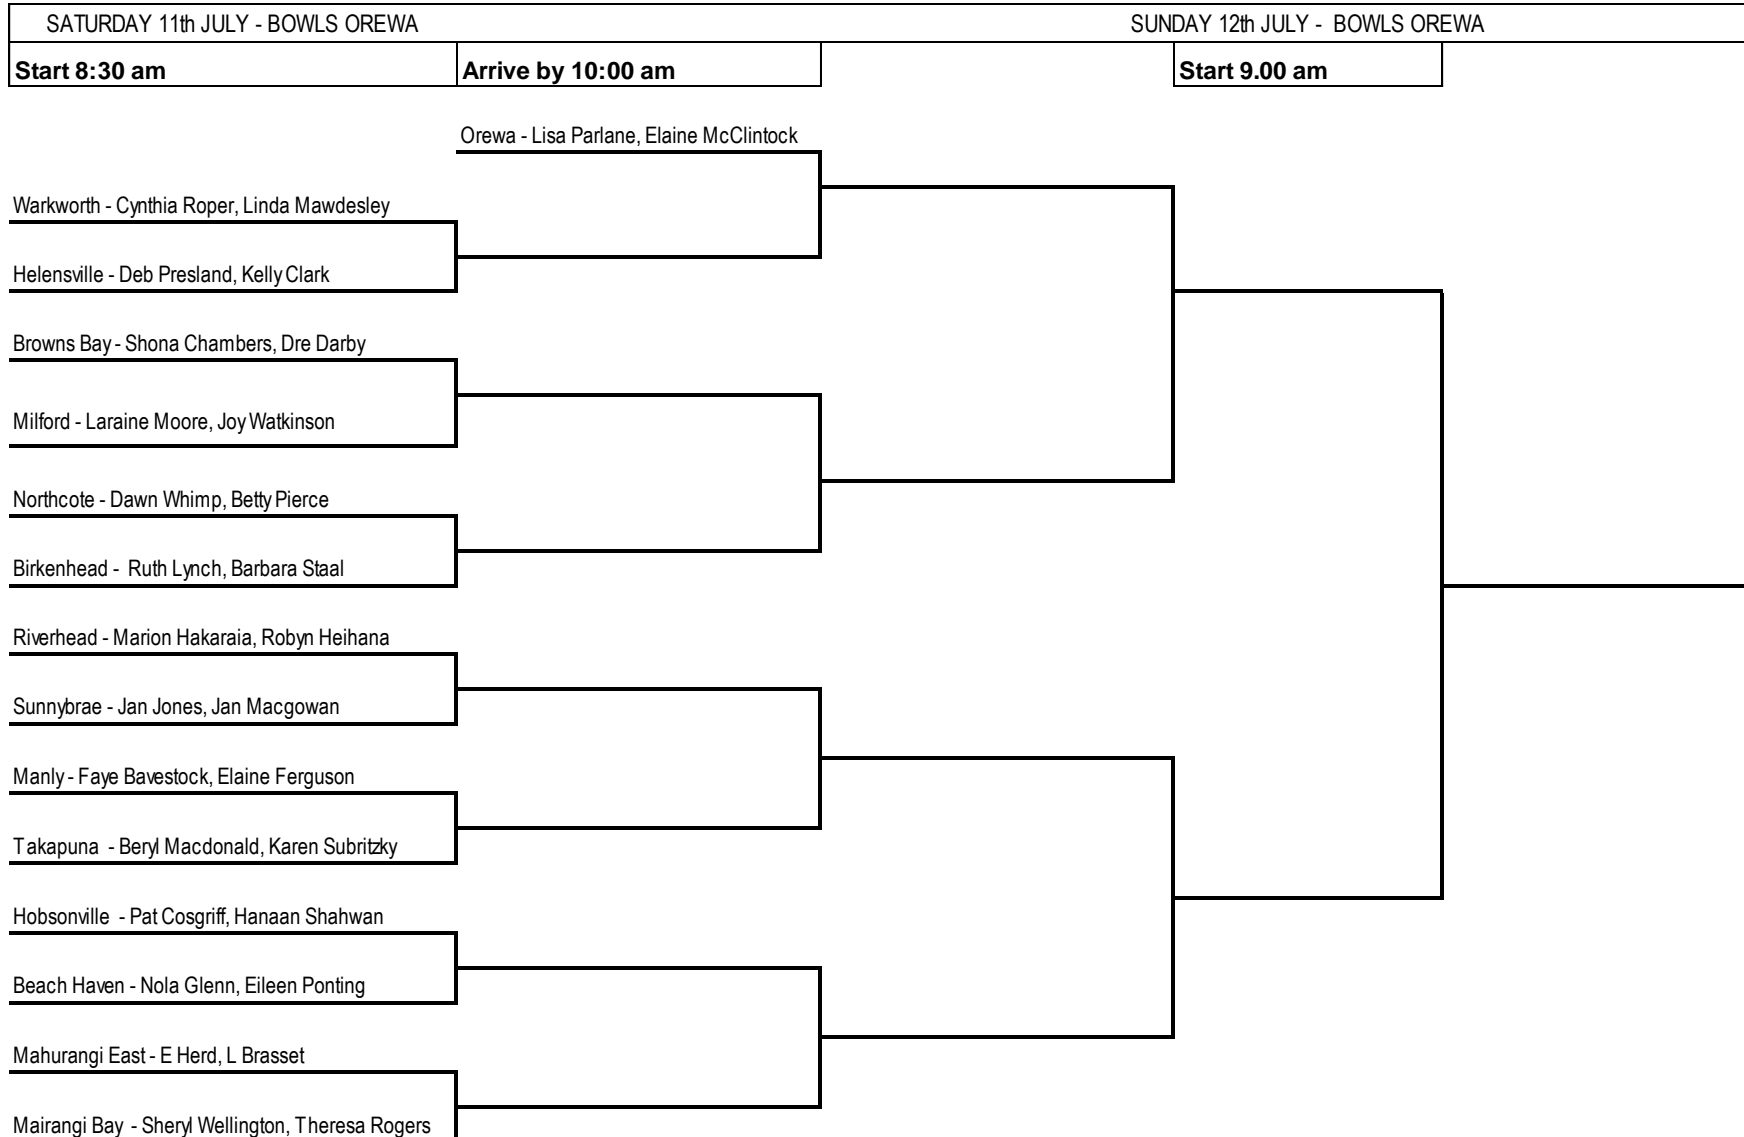 SATURDAY 11th JULY - BOWLS OREWA
SUNDAY 12th JULY - BOWLS OREWA
Start 8:30 am
Arrive by 10:00 am
Start 9.00 am
Orewa - Lisa Parlane, Elaine McClintock
Warkworth - Cynthia Roper, Linda Mawdesley
Helensville - Deb Presland, Kelly Clark
Browns Bay - Shona Chambers, Dre Darby
Milford - Laraine Moore, Joy Watkinson
Northcote - Dawn Whimp, Betty Pierce
Birkenhead - Ruth Lynch, Barbara Staal
Riverhead - Marion Hakaraia, Robyn Heihana
Sunnybrae - Jan Jones, Jan Macgowan
Manly - Faye Bavestock, Elaine Ferguson
Takapuna - Beryl Macdonald, Karen Subritzky
Hobsonville - Pat Cosgriff, Hanaan Shahwan
Beach Haven - Nola Glenn, Eileen Ponting
Mahurangi East - E Herd, L Brasset
Mairangi Bay - Sheryl Wellington, Theresa Rogers